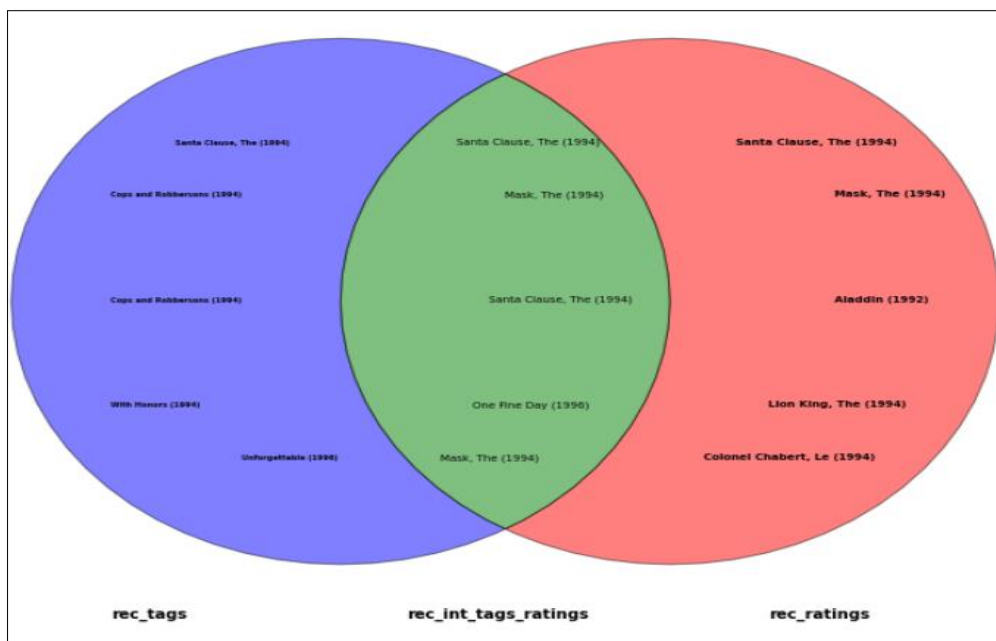 Santa Clause, The (1994) Santa Clause, The (1994) Santa Clause, The (1994)
Cops and Robbersons (1994) Mask, The (1994) Mask, The (1994)
Cops and Robbersons (1994) Santa Clause, The (1994) Aladdin (1992)
With Honors (1994) One Fine Day (1996) Lion King, The (1994)
Unforgettable (1996) Mask, The (1994) Colonel Chabert, Le (1994)
rec_tags rec_int_tags_ratings rec_ratings